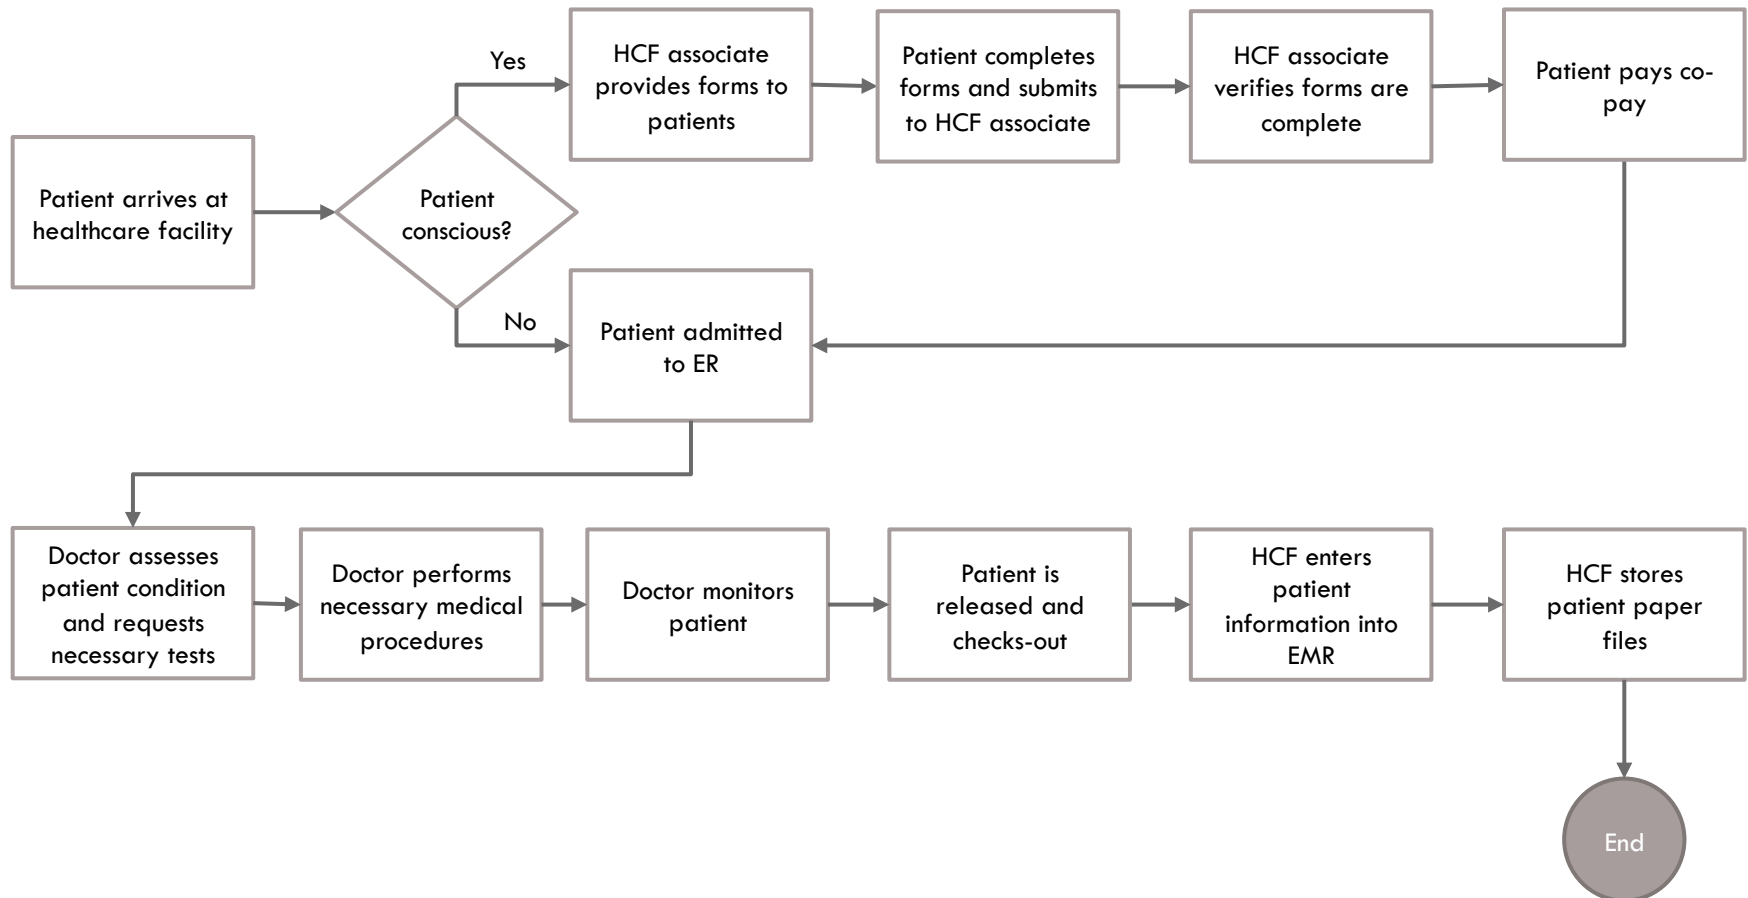 Yes
HCF associate
provides forms to
patients
Patient completes
forms and submits
to HCF associate
HCF associate
verifies forms are
complete
Patient pays co-
pay
Patient arrives at
healthcare facility
Patient
conscious?
No
Patient admitted
to ER
Doctor assesses
patient condition
and requests
necessary tests
Doctor performs
necessary medical
procedures
Doctor monitors
patient
Patient is
released and
checks-out
HCF enters
patient
information into
EMR
HCF stores
patient paper
files
End